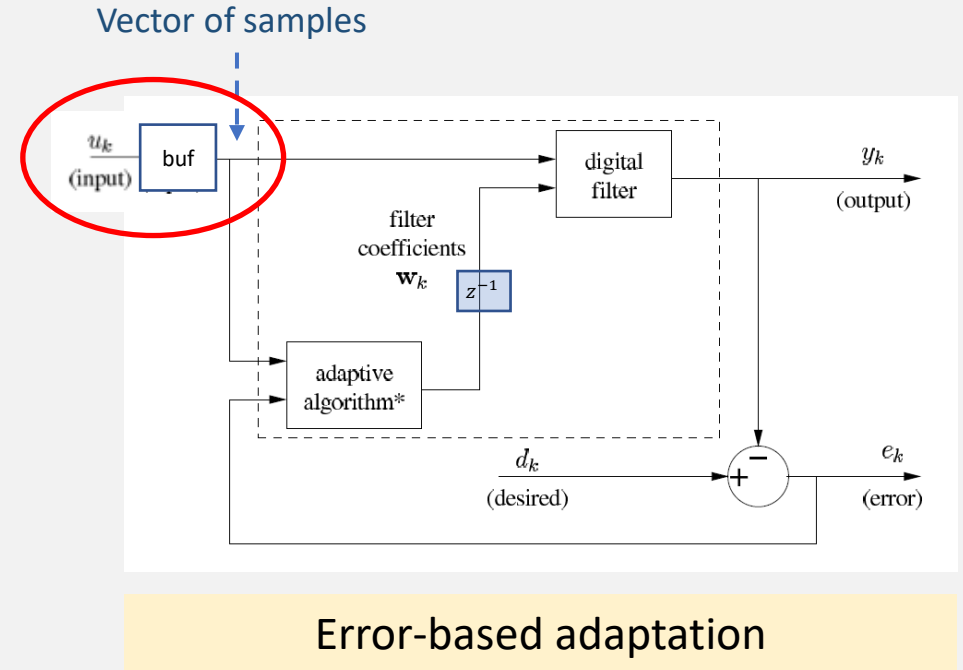 Vector of samples
u_k
(input)
buf
digital
filter
y_k
(output)
filter
coefficients
w_k
z^{-1}
adaptive
algorithm*
d_k
(desired)
+
−
e_k
(error)
Error-based adaptation